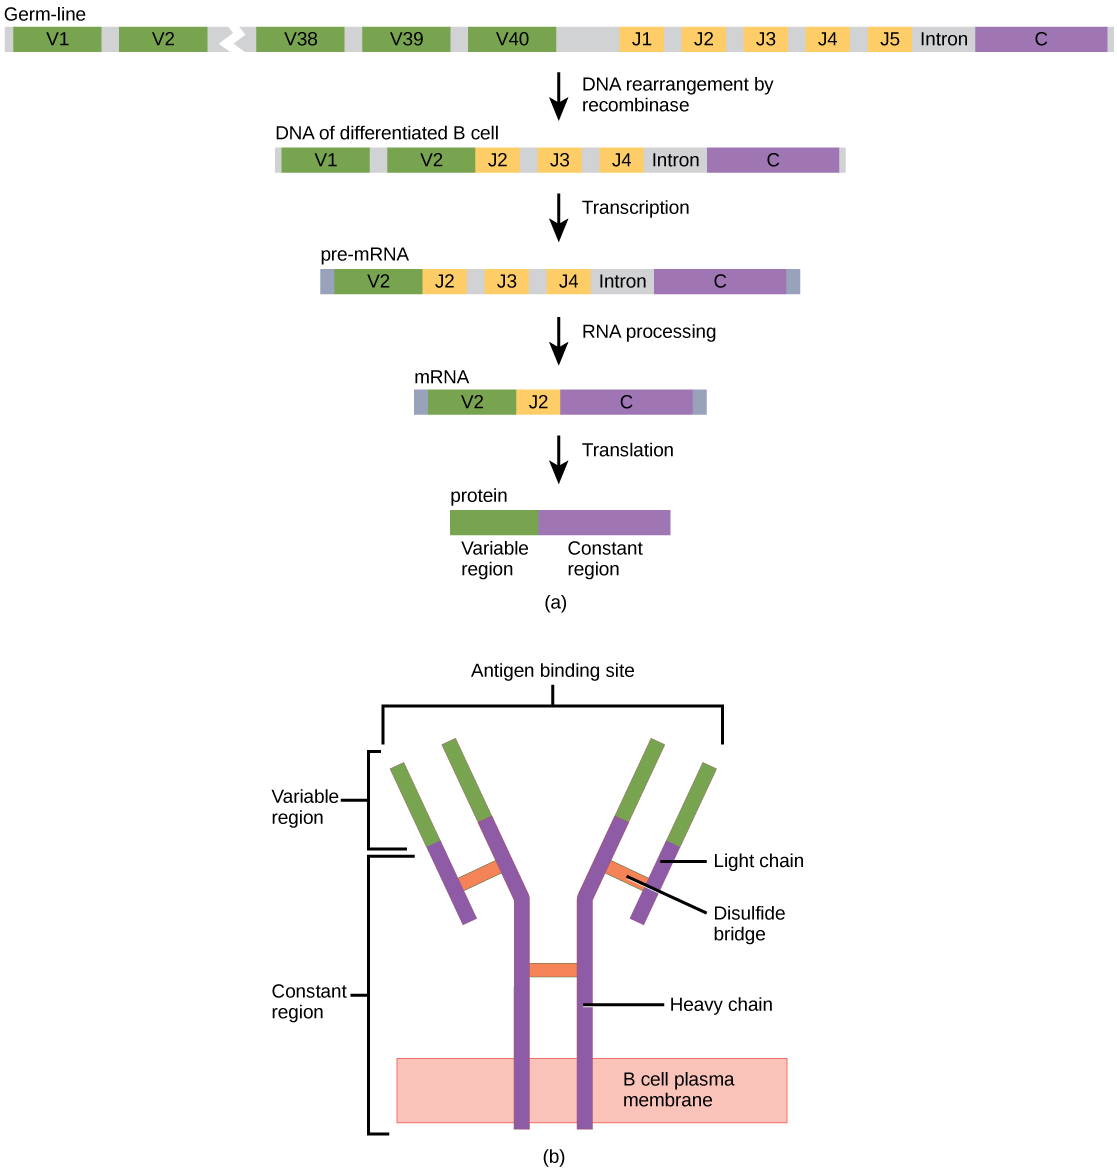 Germ-line
V1 V2 V38 V39 V40 J1 J2 J3 J4 J5 Intron C
DNA rearrangement by
recombinase
DNA of differentiated B cell
V1 V2 J2 J3 J4 Intron C
Transcription
pre-mRNA
V2 J2 J3 J4 Intron C
RNA processing
mRNA
V2 J2 C
Translation
protein
Variable
region
Constant
region
(a)
Antigen binding site
Variable
region
Light chain
Disulfide
bridge
Constant
region
Heavy chain
B cell plasma
membrane
(b)